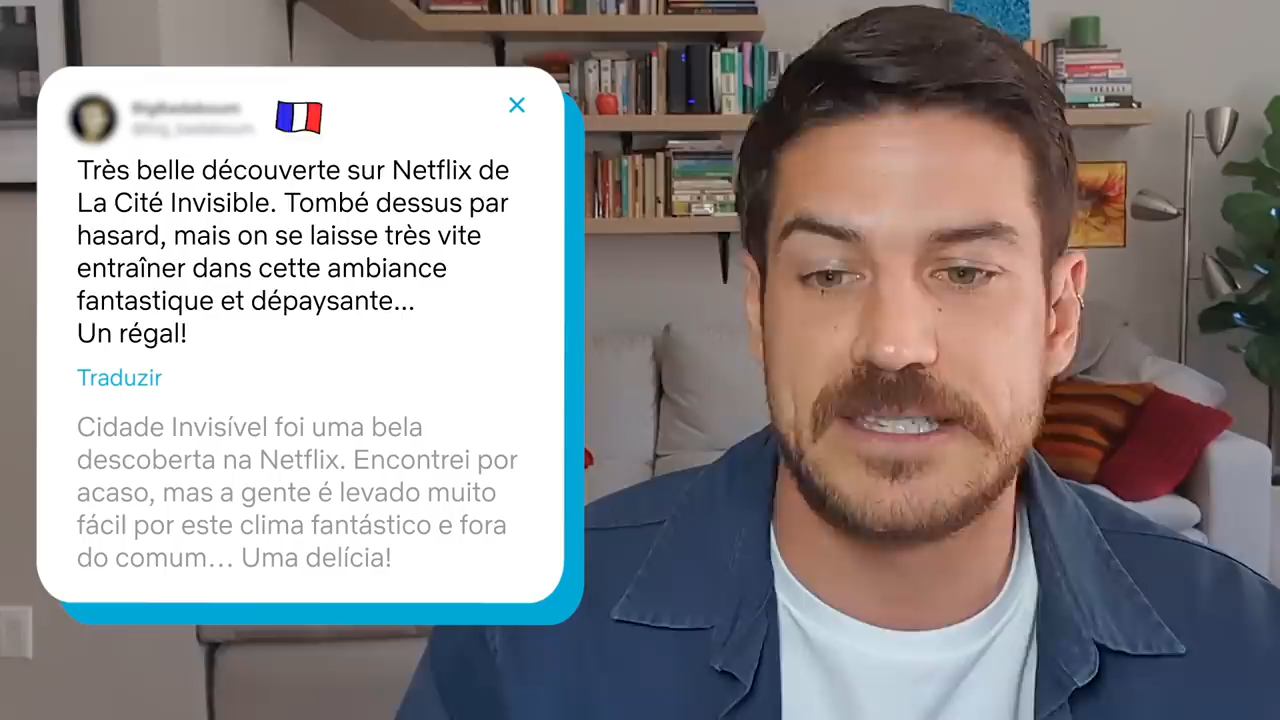 Très belle découverte sur Netflix de
La Cité Invisible. Tombé dessus par
hasard, mais on se laisse très vite
entraîner dans cette ambiance
fantastique et dépaysante...
Un régal!
Traduzir
Cidade Invisível foi uma bela
descoberta na Netflix. Encontrei por
acaso, mas a gente é levado muito
fácil por este clima fantástico e fora
do comum... Uma delícia!